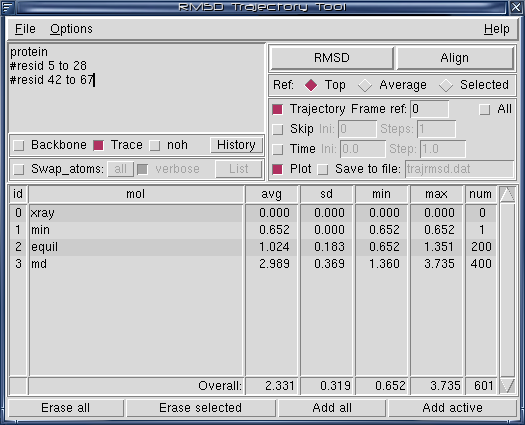 RMSD Trajectory Tool
File Options Help
protein
#resid 5 to 28
#resid 42 to 67
RMSD Align
Ref: Top Average Selected
Trajectory Frame ref: 0 All
Skip Ini: 0 Steps: 1
Time Ini: 0.0 Step: 1.0
Plot Save to file: trajrmsd.dat
Backbone Trace noh History
Swap_atoms: all verbose List
id mol avg sd min max num
0 xray 0.000 0.000 0.000 0.000 0
1 min 0.652 0.000 0.652 0.652 1
2 equil 1.024 0.183 0.652 1.351 200
3 md 2.989 0.369 1.360 3.735 400
Overall: 2.331 0.319 0.652 3.735 601
Erase all Erase selected Add all Add active